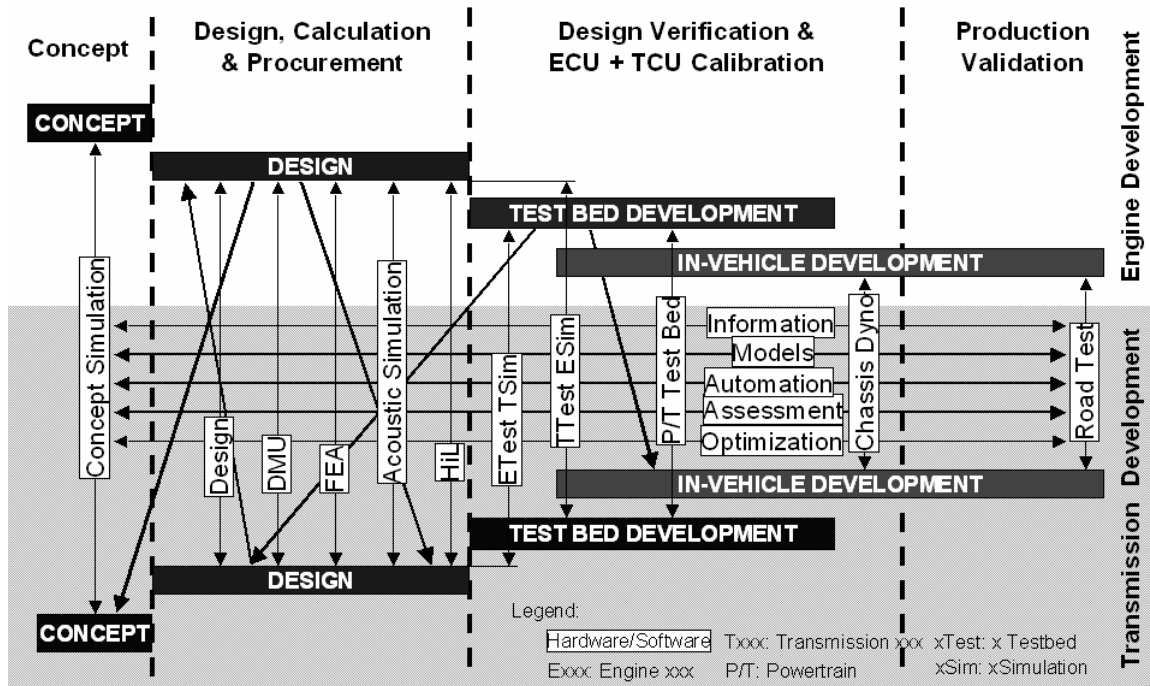 Concept
Design, Calculation
& Procurement
Design Verification &
ECU + TCU Calibration
Production
Validation
CONCEPT
DESIGN
TEST BED DEVELOPMENT
IN-VEHICLE DEVELOPMENT
Engine Development
Concept Simulation
Design
DMU
FEA
Acoustic Simulation
HiL
ETest TSim
TTest ESim
P/T Test Bed
Information
Models
Automation
Assessment
Optimization
Chassis Dyno
Road Test
IN-VEHICLE DEVELOPMENT
TEST BED DEVELOPMENT
DESIGN
CONCEPT
Transmission Development
Legend:
Hardware/Software Txxx: Transmission xxx xTest: x Testbed
Exxx: Engine xxx P/T: Powertrain xSim: xSimulation